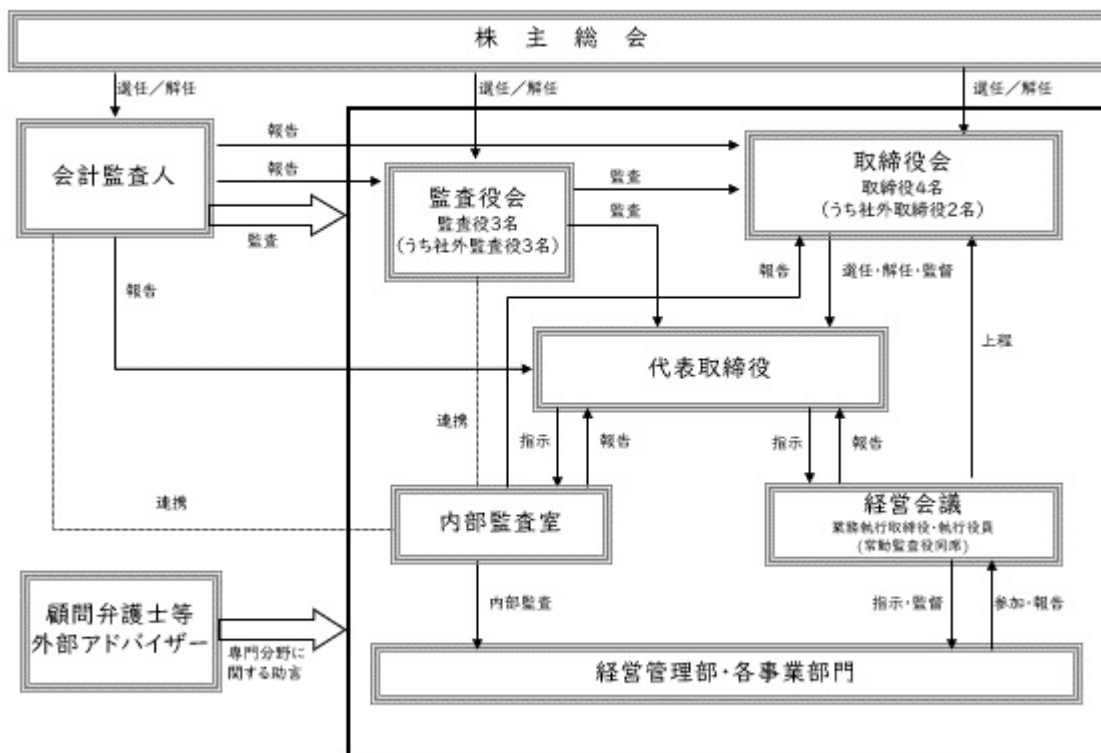 株主総会
選任/解任
選任/解任
選任/解任
会計監査人
報告
報告
監査
報告
監査役会
監査役3名
(うち社外監査役3名)
監査
監査
取締役会
取締役4名
(うち社外取締役2名)
報告
選任・解任・監督
上程
代表取締役
連携
指示
報告
指示
報告
連携
内部監査室
経営会議
業務執行取締役・執行役員
(常勤監査役同席)
内部監査
指示・監督
参加・報告
顧問弁護士等
外部アドバイザー
専門分野に
関する助言
経営管理部・各事業部門